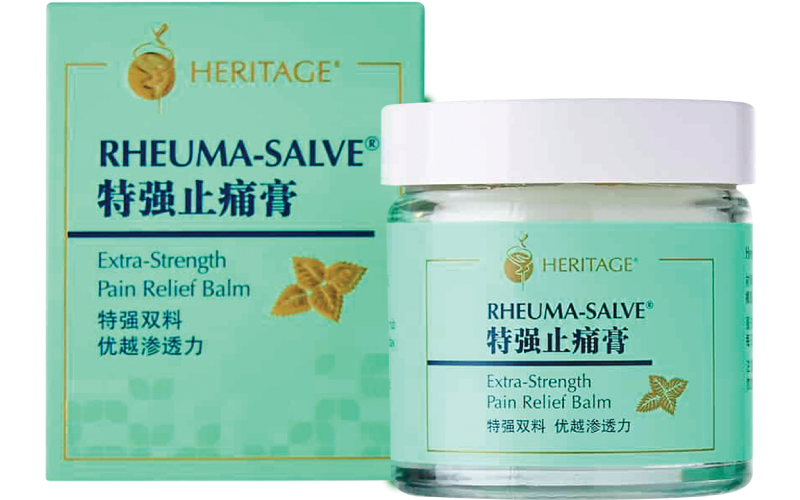 HERITAGE®
RHEUMA-SALVE®
特强止痛膏
Extra-Strength
Pain Relief Balm
特强双料
优越渗透力
HERITAGE®
RHEUMA-SALVE®
特强止痛膏
Extra-Strength
Pain Relief Balm
特强双料 优越渗透力